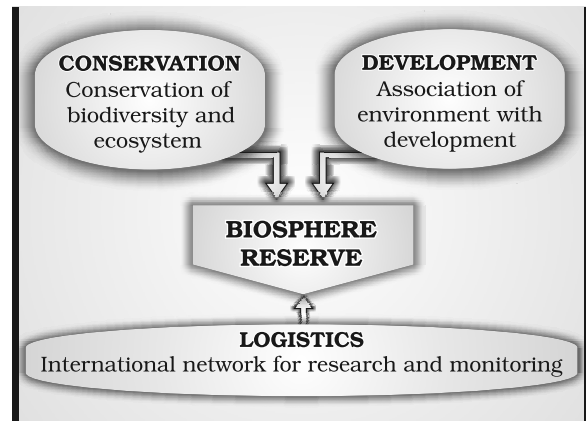 CONSERVATION
Conservation of
biodiversity and
ecosystem
DEVELOPMENT
Association of
environment with
development
BIOSPHERE
RESERVE
LOGISTICS
International network for research and monitoring